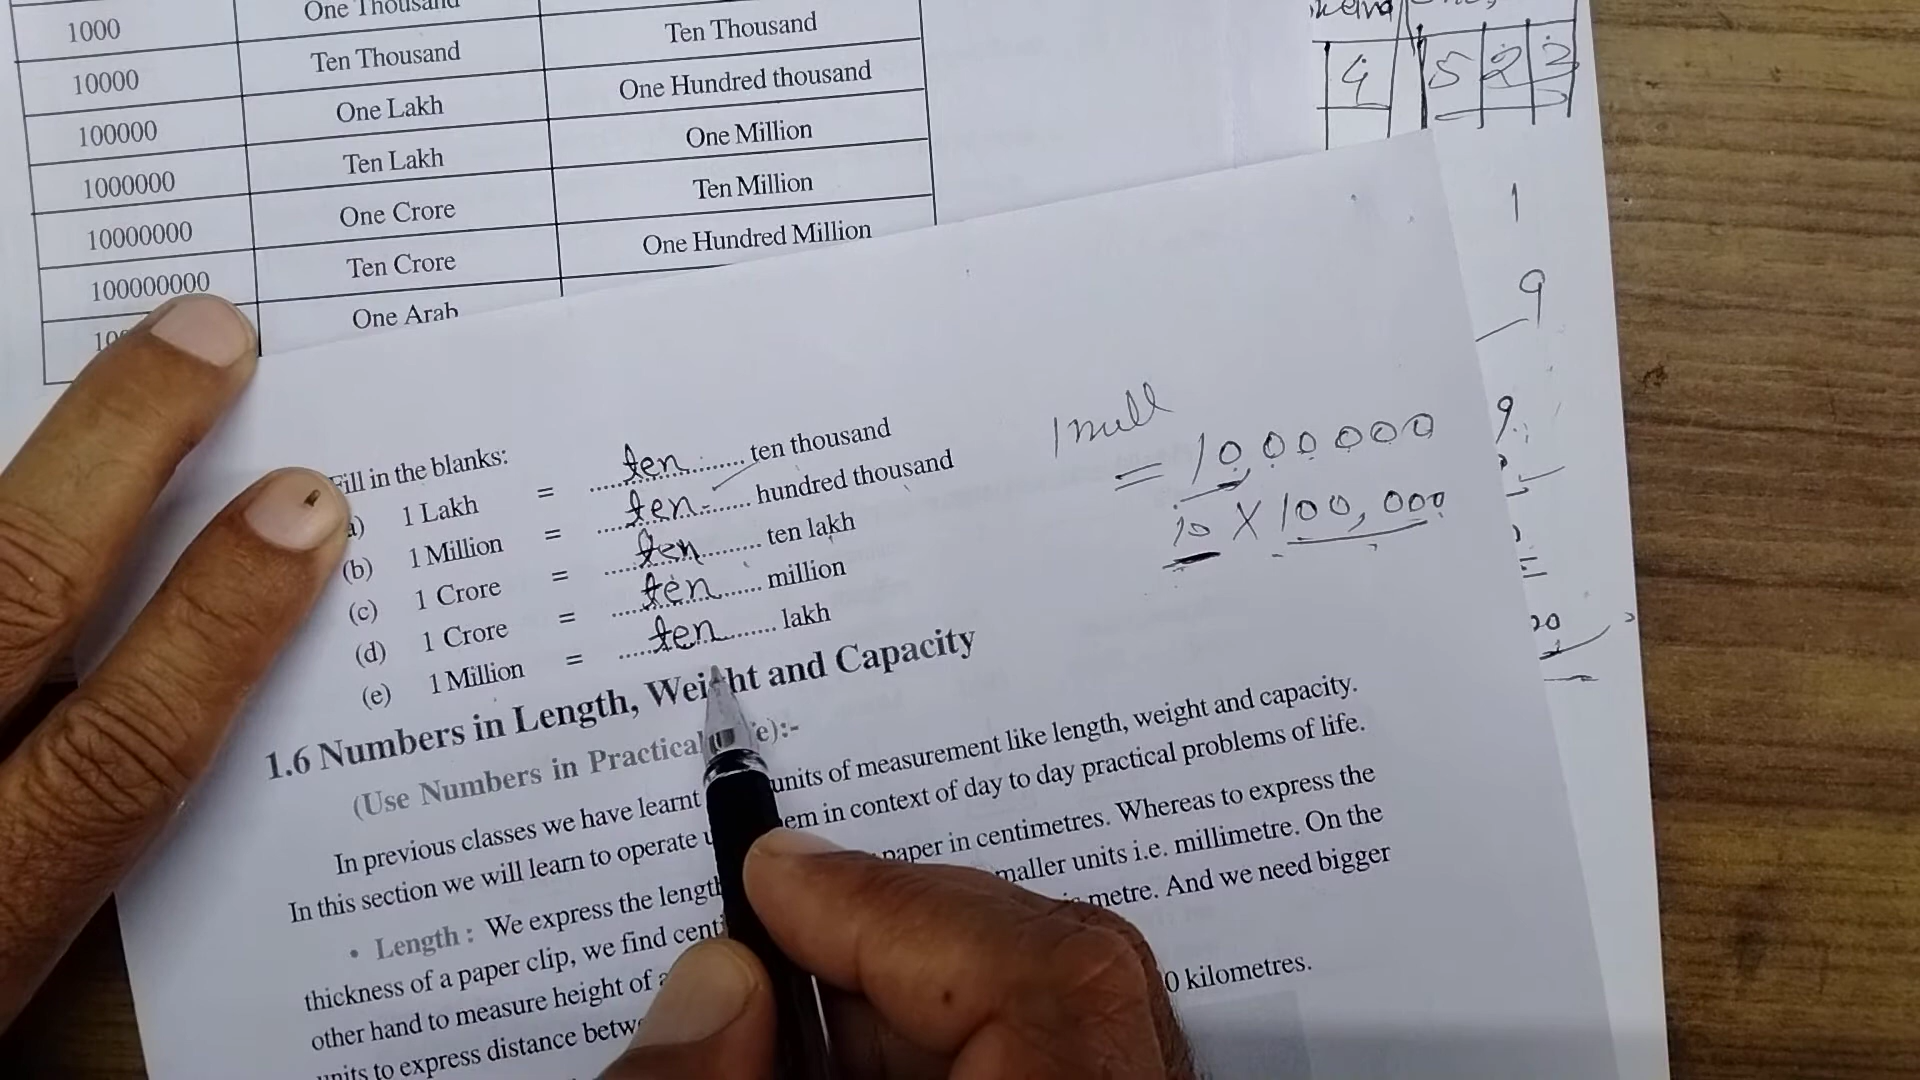 1000 One Thousand
10000 Ten Thousand Ten Thousand
100000 One Lakh One Hundred thousand
1000000 Ten Lakh One Million
10000000 One Crore Ten Million
100000000 Ten Crore One Hundred Million
One Arab
4 5 2 3
1
9
9
20
Fill in the blanks:
a) 1 Lakh = ten ten thousand
(b) 1 Million = ten hundred thousand
(c) 1 Crore = ten ten lakh
(d) 1 Crore = ten million
(e) 1 Million = ten lakh
1 mill
= 1000000
10 X 100,000
1.6 Numbers in Length, Weight and Capacity
(Use Numbers in Practical e):-
In previous classes we have learnt units of measurement like length, weight and capacity.
In this section we will learn to operate em in context of day to day practical problems of life.
• Length : We express the length paper in centimetres. Whereas to express the
thickness of a paper clip, we find cent maller units i.e. millimetre. On the
other hand to measure height of metre. And we need bigger
units to express distance betw 0 kilometres.